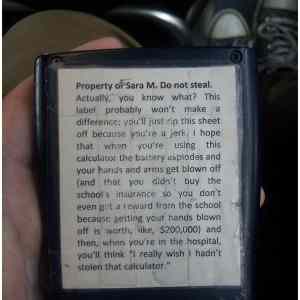 Property of Sara M. Do not steal.
Actually, you know what? This
label probably won't make a
difference; you'll just rip this sheet
off because you're a jerk. I hope
that when you're using this
calculator the battery explodes and
your hands and arms get blown off
(and that you didn't buy the
school's insurance so you don't
even get a reward from the school
because getting your hands blown
off is worth, like, $200,000) and
then, when you're in the hospital,
you'll think "I really wish I hadn't
stolen that calculator."